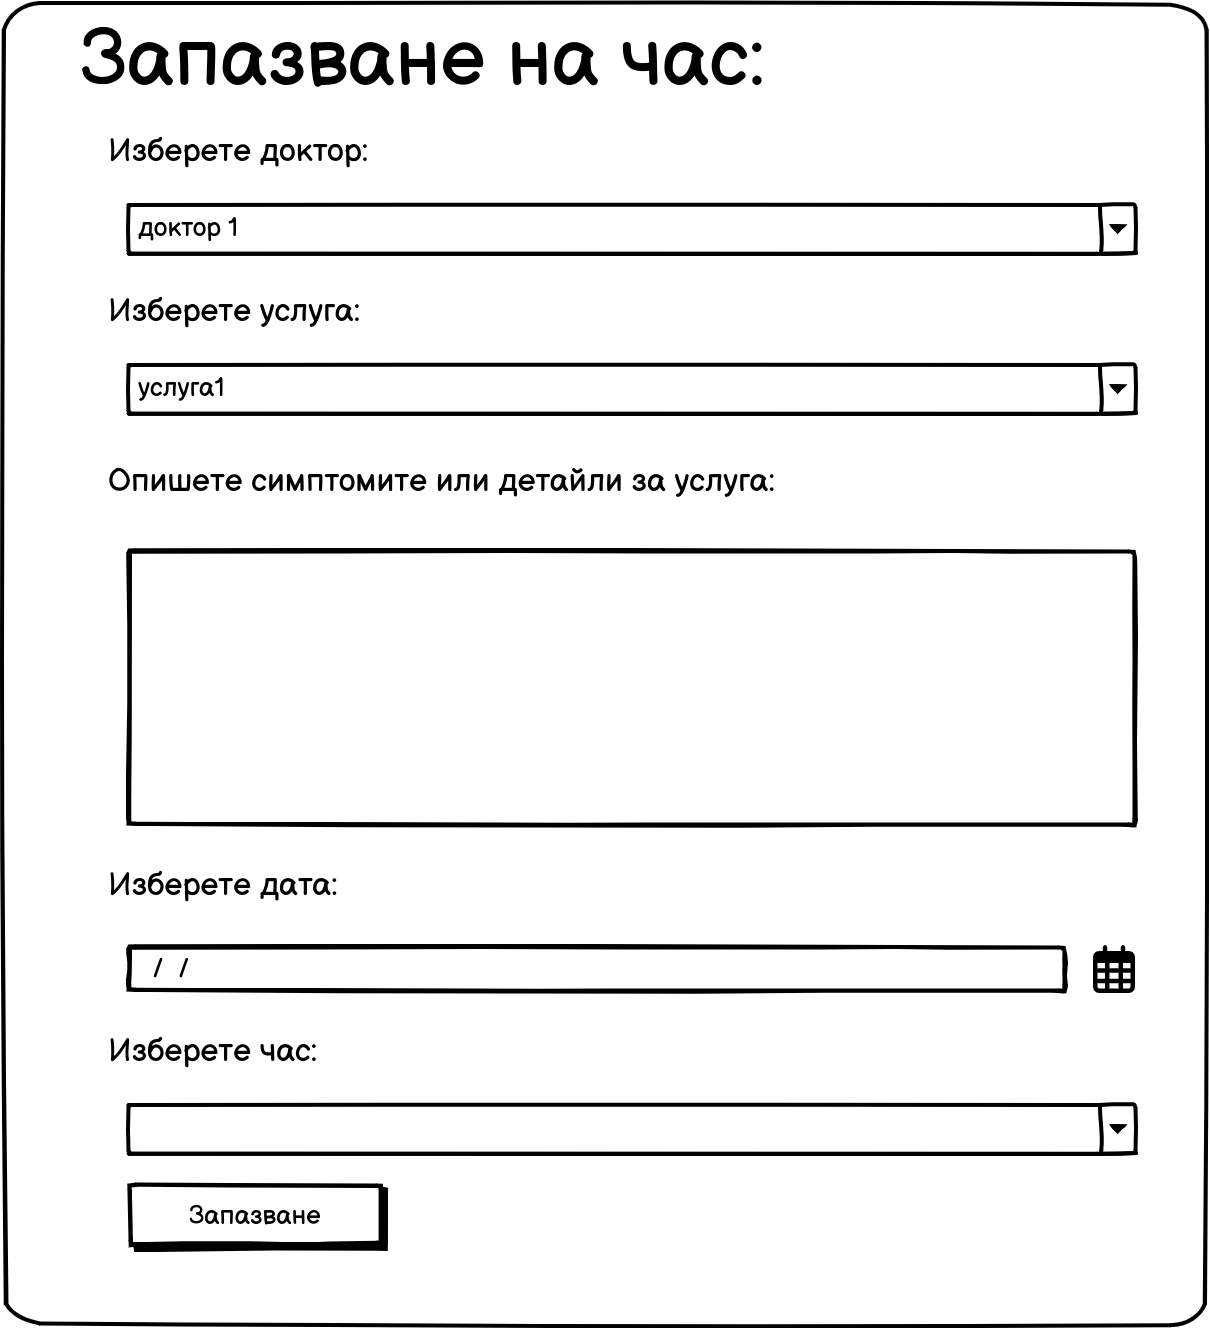 Запазване на час:
Изберете доктор:
доктор 1
Изберете услуга:
услуга1
Опишете симптомите или детайли за услуга:
Изберете дата:
/ /
Изберете час:
Запазване